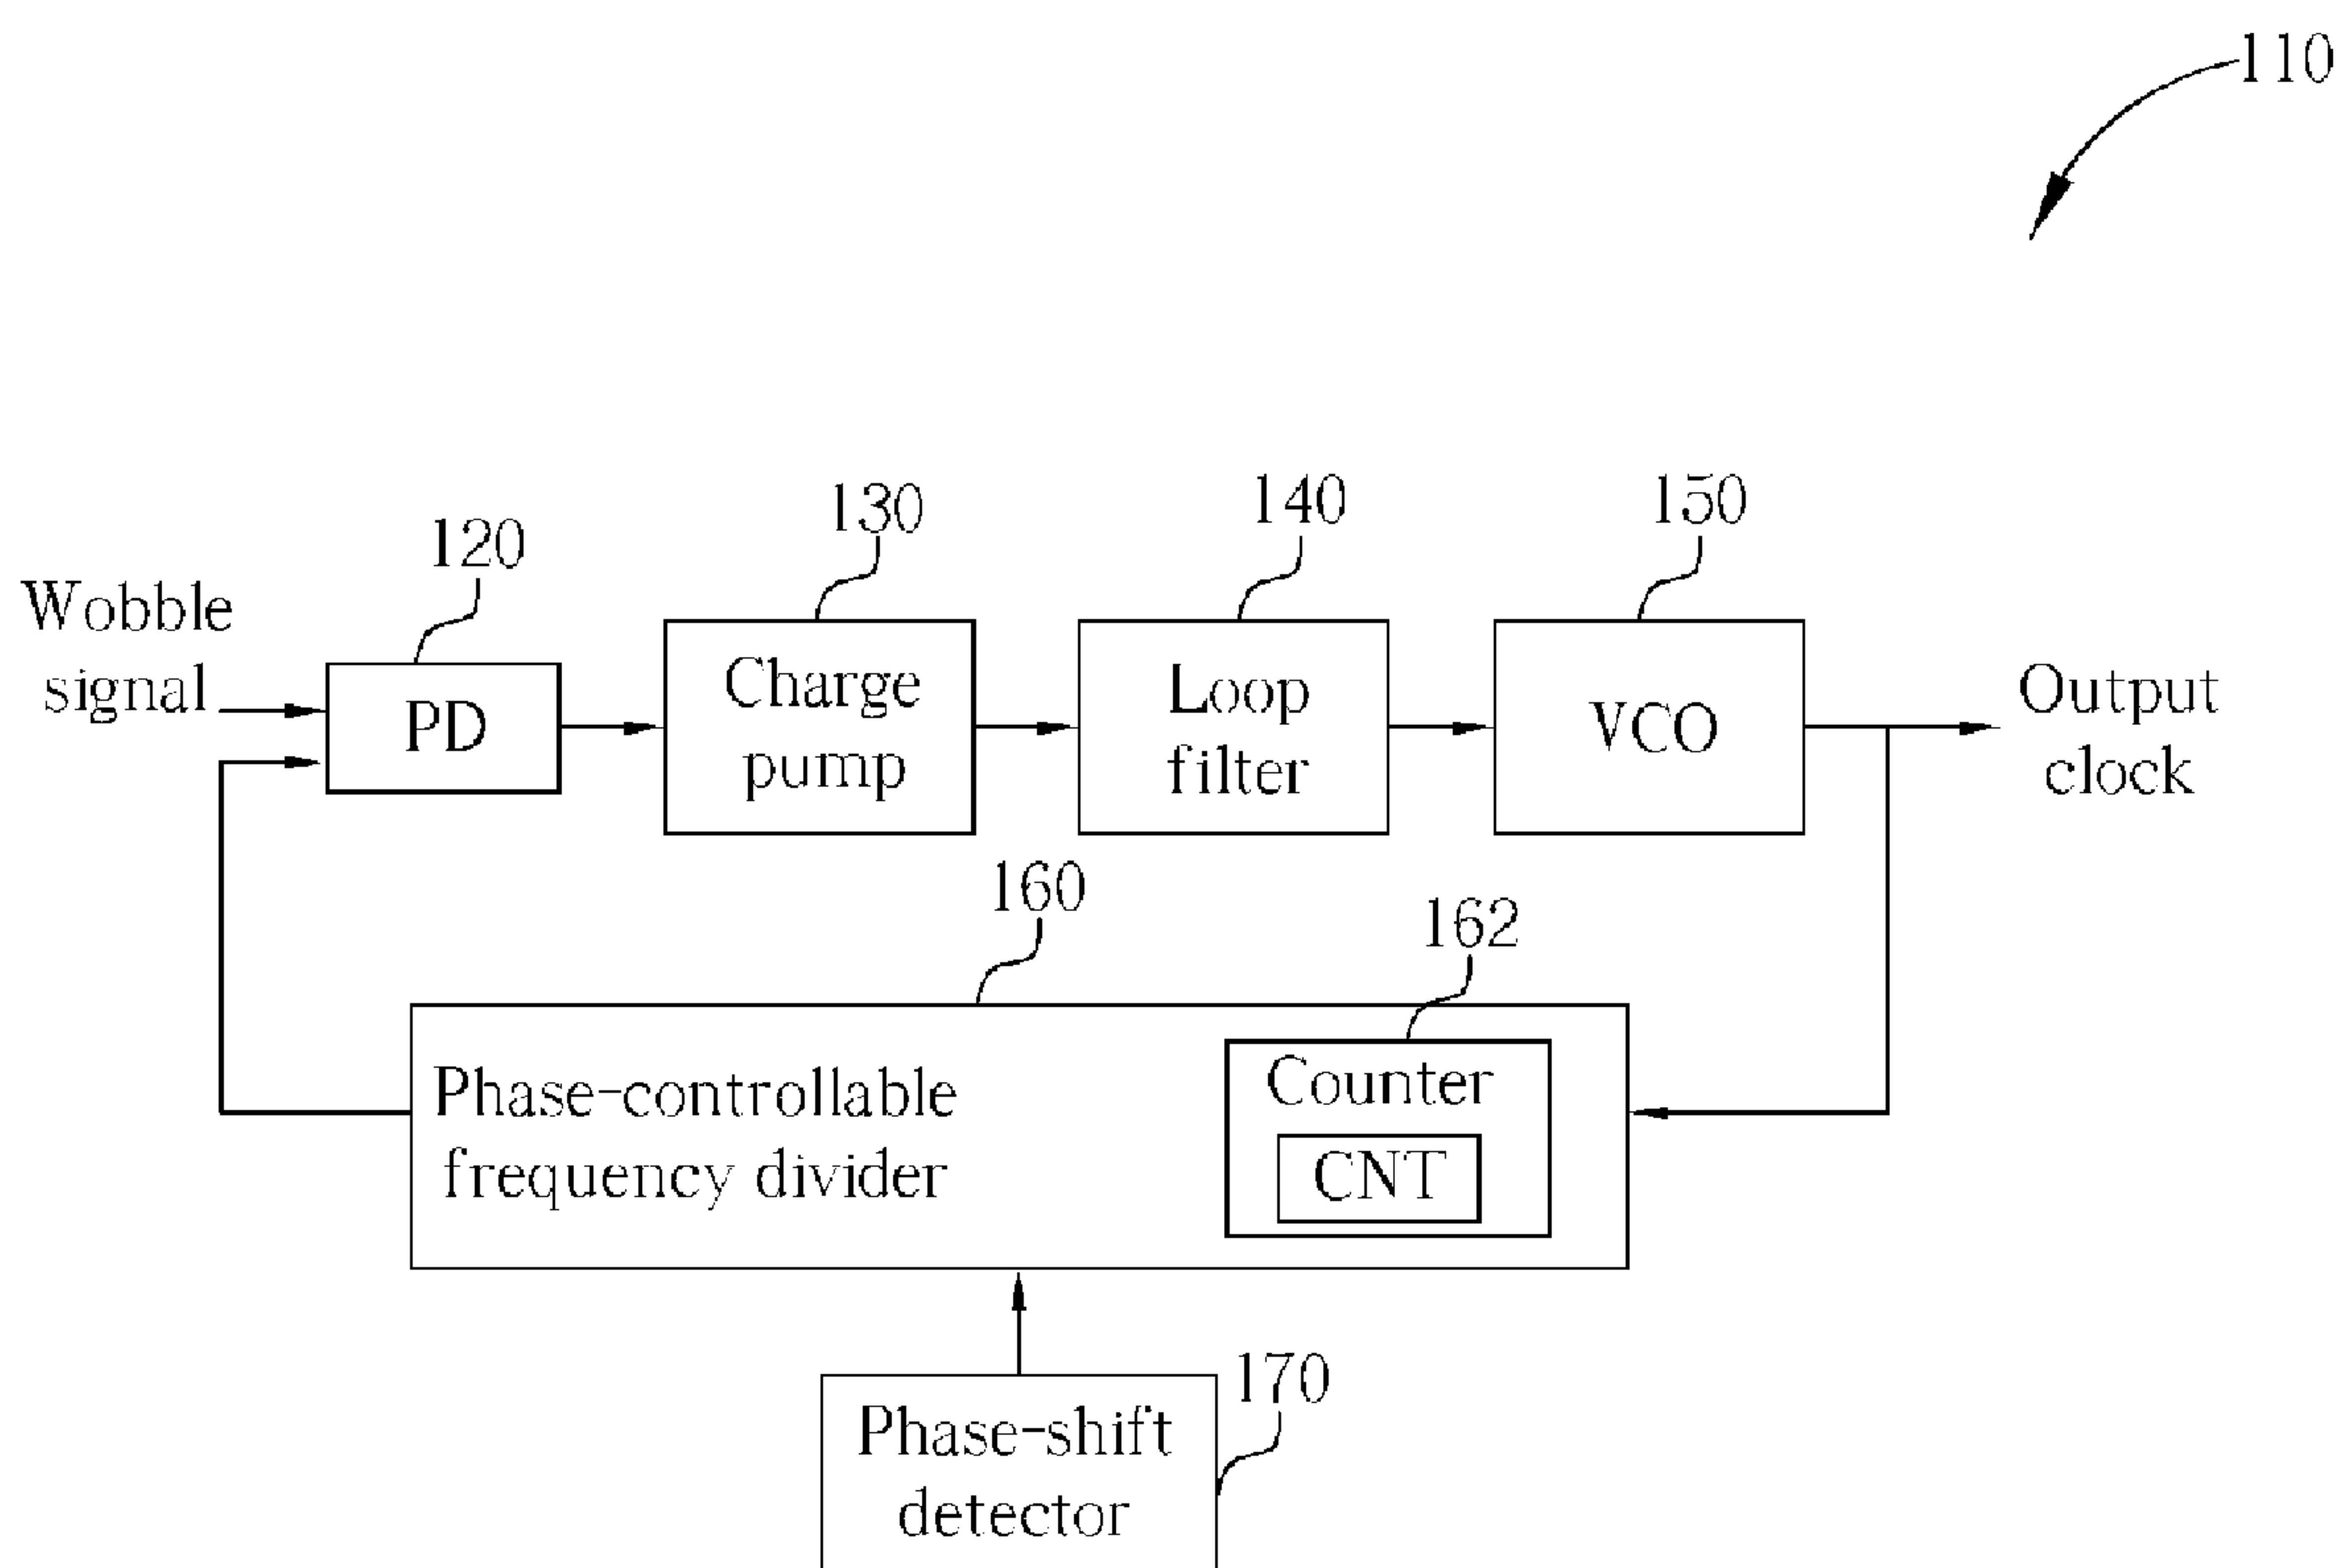 110
130
140
150
120
Wobble
signal
PD
Charge
pump
Loop
filter
VCO
Output
clock
160
162
Phase-controllable
frequency divider
Counter
CNT
170
Phase-shift
detector